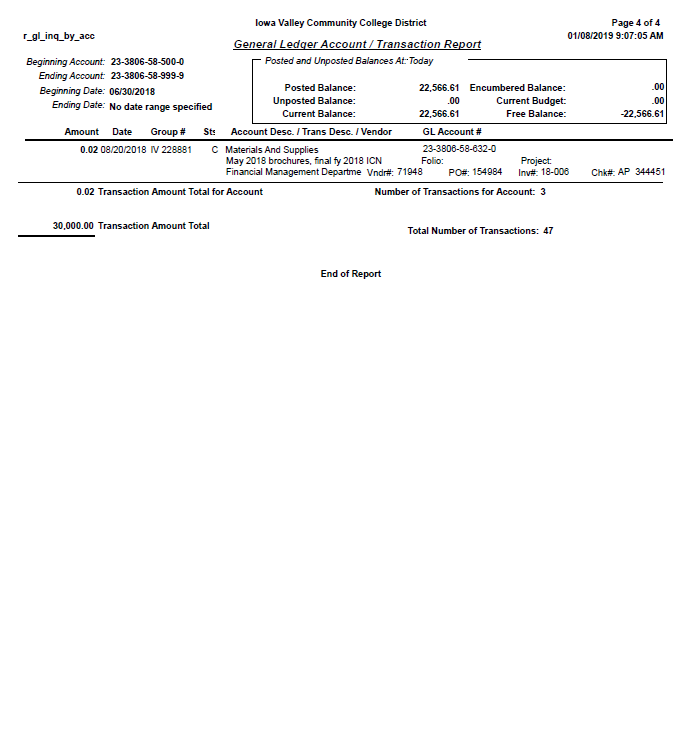 Iowa Valley Community College District
Page 4 of 4
r_gl_inq_by_acc
01/08/2019 9:07:05 AM
General Ledger Account / Transaction Report
Beginning Account: 23-3806-58-500-0
Ending Account: 23-3806-58-999-9
Beginning Date: 06/30/2018
Ending Date: No date range specified
Posted and Unposted Balances At:Today
Posted Balance: 22,566.61 Encumbered Balance: .00
Unposted Balance: .00 Current Budget: .00
Current Balance: 22,566.61 Free Balance: -22,566.61
Amount Date Group # Sts Account Desc. / Trans Desc. / Vendor GL Account #
0.02 08/20/2018 IV 228881 C Materials And Supplies 23-3806-58-632-0
May 2018 brochures, final fy 2018 ICN Folio: Project:
Financial Management Departme Vndr#: 71948 PO#: 154984 Inv#: 18-006 Chk#: AP 344451
0.02 Transaction Amount Total for Account Number of Transactions for Account: 3
30,000.00 Transaction Amount Total
Total Number of Transactions: 47
End of Report